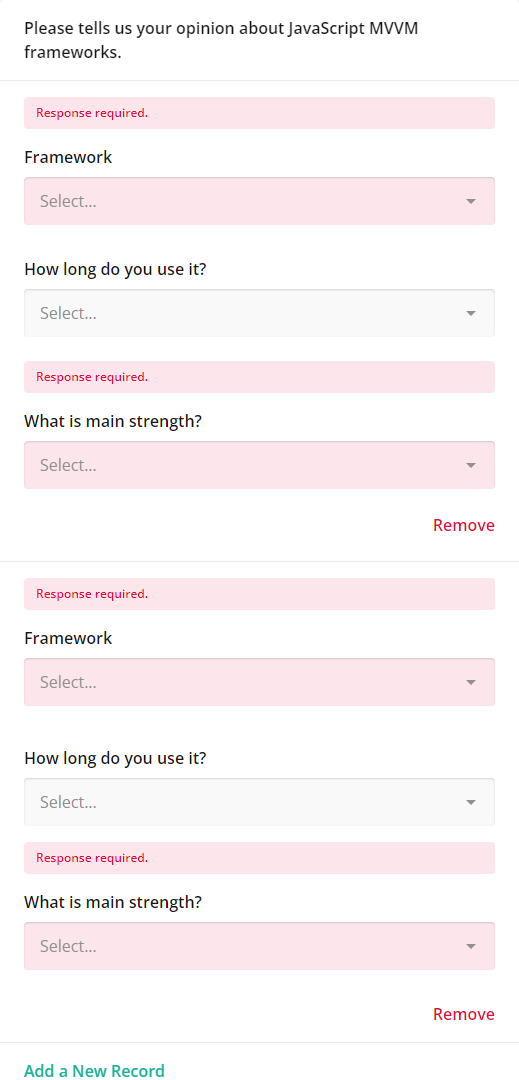 Please tells us your opinion about JavaScript MVVM
frameworks.
Response required.
Framework
Select...
How long do you use it?
Select...
Response required.
What is main strength?
Select...
Remove
Response required.
Framework
Select...
How long do you use it?
Select...
Response required.
What is main strength?
Select...
Remove
Add a New Record